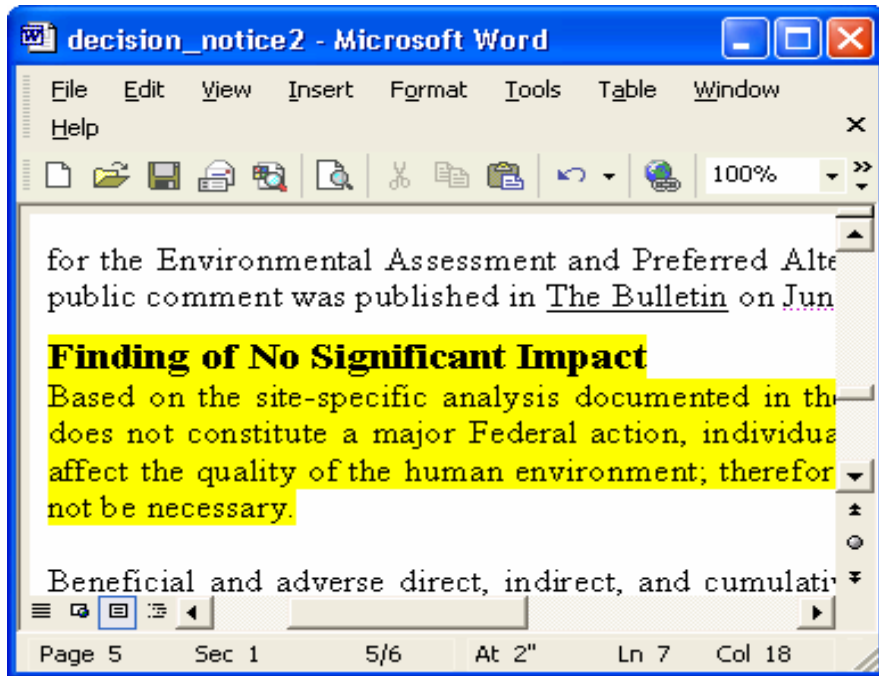 decision_notice2 - Microsoft Word
File Edit View Insert Format Tools Table Window
Help
100%
for the Environmental Assessment and Preferred Alte
public comment was published in The Bulletin on Jun
Finding of No Significant Impact
Based on the site-specific analysis documented in th
does not constitute a major Federal action, individua
affect the quality of the human environment; therefor
not be necessary.
Beneficial and adverse direct, indirect, and cumulati
Page 5 Sec 1 5/6 At 2" Ln 7 Col 18